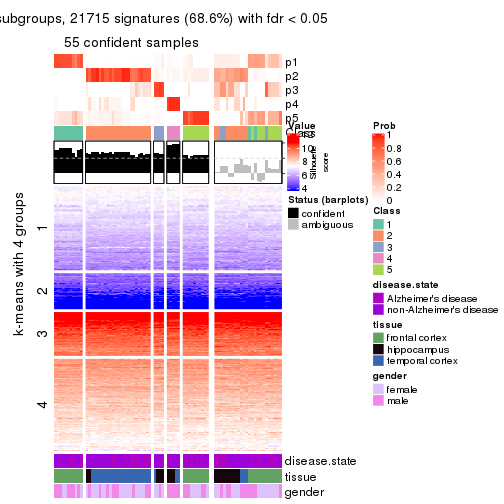 subgroups, 21715 signatures (68.6%) with fdr < 0.05
55 confident samples
p1
p2
p3
p4
p5
Class
k-means with 4 groups
1
2
3
4
Value
10
8
6
4
Silhouette
score
Status (barplots)
confident
ambiguous
Prob
1
0.8
0.6
0.4
0.2
0
Class
1
2
3
4
5
disease.state
Alzheimer's disease
non-Alzheimer's disease
tissue
frontal cortex
hippocampus
temporal cortex
gender
female
male
disease.state
tissue
gender